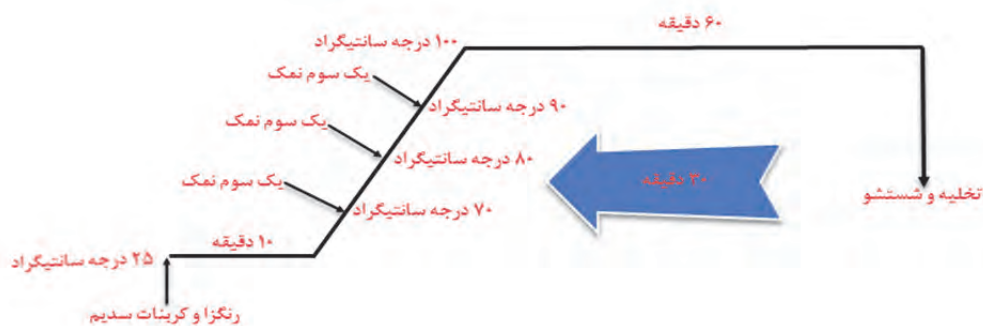 ۶۰ دقیقه
۱۰۰ درجه سانتیگراد
یک سوم نمک
۹۰ درجه سانتیگراد
یک سوم نمک
۸۰ درجه سانتیگراد
۳۰ دقیقه
یک سوم نمک
تخلیه و شستشو
۷۰ درجه سانتیگراد
۱۰ دقیقه
۲۵ درجه سانتیگراد
رنگزا و کربنات سدیم